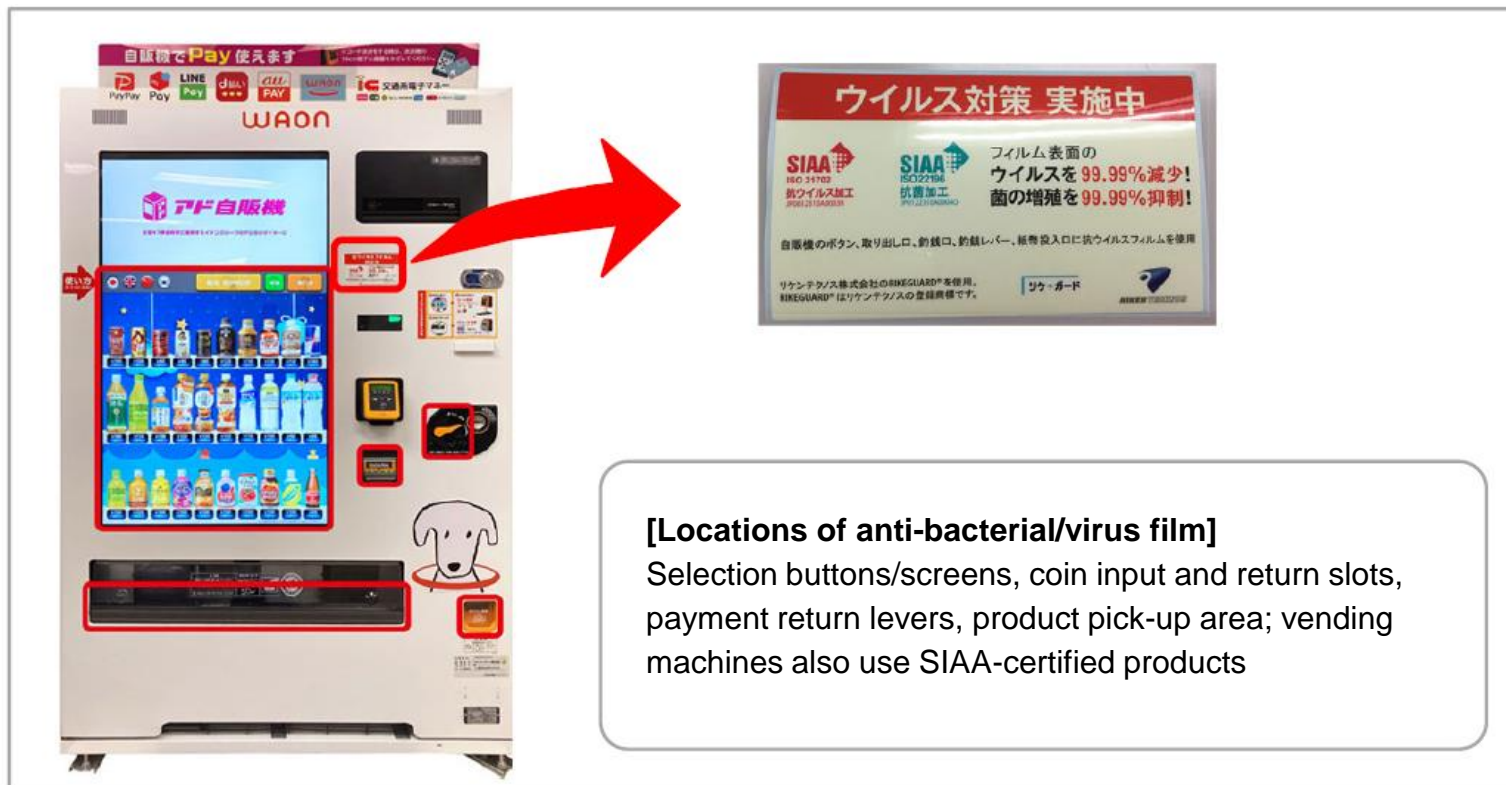 自販機でPay使えます
PayPay
Pay
LINE Pay
d払い
au PAY
WAON
交通系電子マネー
WAON
アド自販機
使い方
ウイルス対策 実施中
SIAA
ISO 21702
抗ウイルス加工
SIAA
ISO22196
抗菌加工
フィルム表面の
ウイルスを99.99%減少!
菌の増殖を99.99%抑制!
自販機のボタン、取り出し口、釣銭口、釣銭レバー、紙幣投入口に抗ウイルスフィルムを使用
リケンテクノス株式会社のRIKEGUARD®を使用。
RIKEGUARD®はリケンテクノスの登録商標です。
リケ・ガード
RIKEN TECHNOS
[Locations of anti-bacterial/virus film]
Selection buttons/screens, coin input and return slots,
payment return levers, product pick-up area; vending
machines also use SIAA-certified products